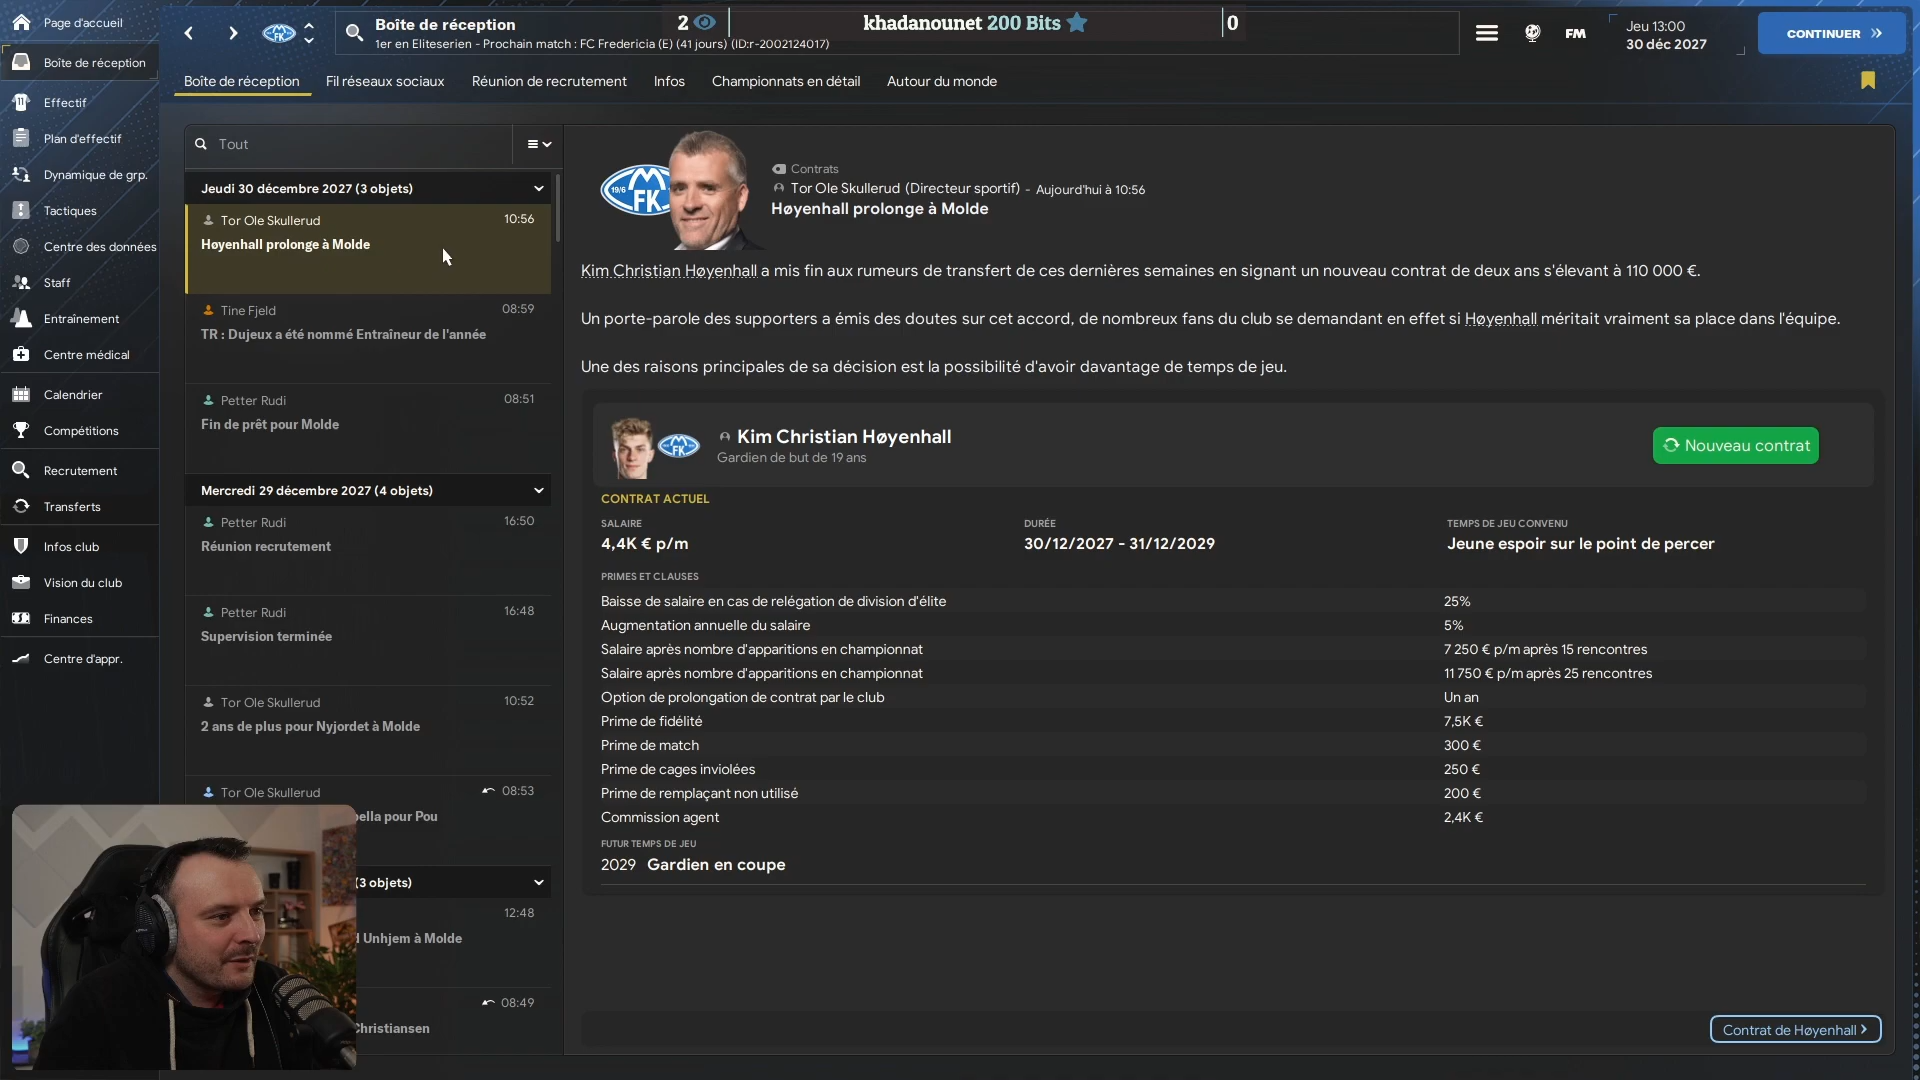 Page d'accueil
Boîte de réception
Effectif
Plan d'effectif
Dynamique de grp.
Tactiques
Centre des données
Staff
Entraînement
Centre médical
Calendrier
Compétitions
Recrutement
Transferts
Infos club
Vision du club
Finances
Centre d'appr.
Boîte de réception
1er en Eliteserien - Prochain match : FC Fredericia (E) (41 jours) (ID:r-2002124017)
2
khadanounet 200 Bits
0
FM
Jeu 13:00
30 déc 2027
CONTINUER
Boîte de réception
Fil réseaux sociaux
Réunion de recrutement
Infos
Championnats en détail
Autour du monde
Tout
Jeudi 30 décembre 2027 (3 objets)
Tor Ole Skullerud 10:56
Høyenhall prolonge à Molde
Tine Fjeld 08:59
TR : Dujeux a été nommé Entraîneur de l'année
Petter Rudi 08:51
Fin de prêt pour Molde
Mercredi 29 décembre 2027 (4 objets)
Petter Rudi 16:50
Réunion recrutement
Petter Rudi 16:48
Supervision terminée
Tor Ole Skullerud 10:52
2 ans de plus pour Nyjordet à Molde
Tor Ole Skullerud 08:53
ella pour Pou
(3 objets)
12:48
Unhjem à Molde
08:49
Christiansen
Contrats
Tor Ole Skullerud (Directeur sportif) - Aujourd'hui à 10:56
Høyenhall prolonge à Molde
Kim Christian Høyenhall a mis fin aux rumeurs de transfert de ces dernières semaines en signant un nouveau contrat de deux ans s'élevant à 110 000 €.
Un porte-parole des supporters a émis des doutes sur cet accord, de nombreux fans du club se demandant en effet si Høyenhall méritait vraiment sa place dans l'équipe.
Une des raisons principales de sa décision est la possibilité d'avoir davantage de temps de jeu.
Kim Christian Høyenhall
Gardien de but de 19 ans
Nouveau contrat
CONTRAT ACTUEL
SALAIRE
4,4K € p/m
DURÉE
30/12/2027 - 31/12/2029
TEMPS DE JEU CONVENU
Jeune espoir sur le point de percer
PRIMES ET CLAUSES
Baisse de salaire en cas de relégation de division d'élite 25%
Augmentation annuelle du salaire 5%
Salaire après nombre d'apparitions en championnat 7 250 € p/m après 15 rencontres
Salaire après nombre d'apparitions en championnat 11 750 € p/m après 25 rencontres
Option de prolongation de contrat par le club Un an
Prime de fidélité 7,5K €
Prime de match 300 €
Prime de cages inviolées 250 €
Prime de remplaçant non utilisé 200 €
Commission agent 2,4K €
FUTUR TEMPS DE JEU
2029 Gardien en coupe
Contrat de Høyenhall